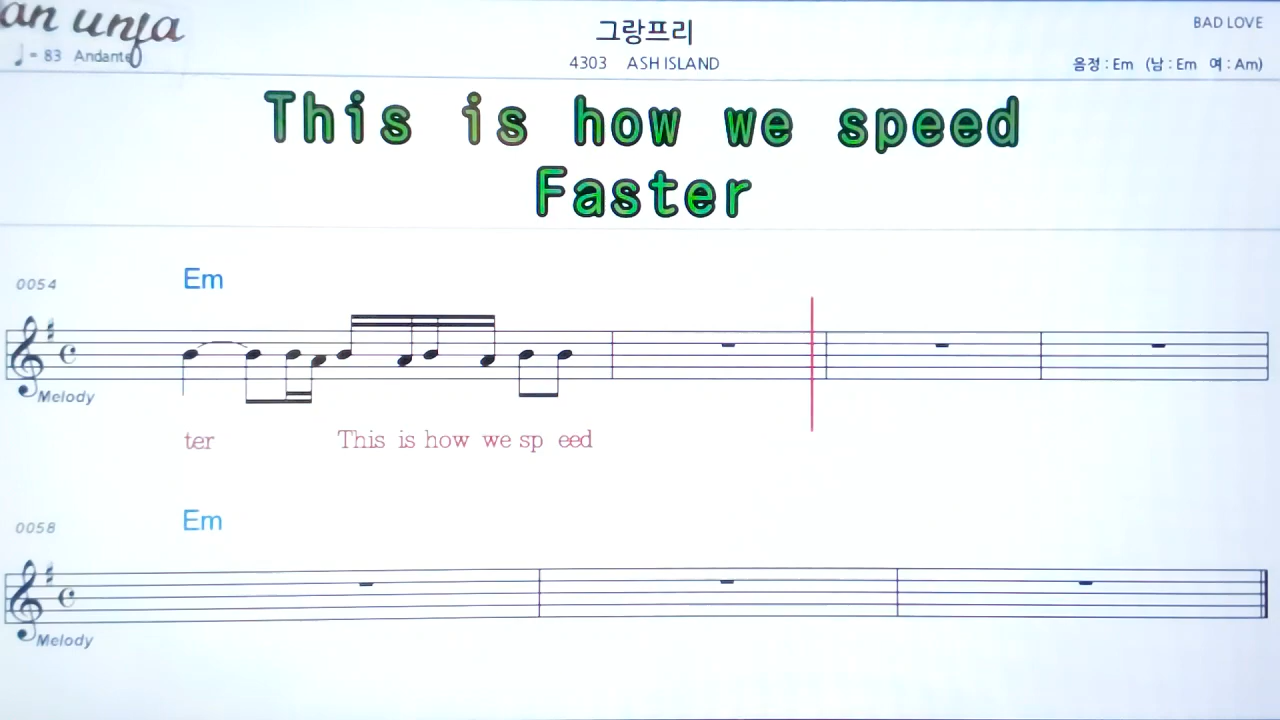 an unfa
♩= 83 Andante
그랑프리
4303 ASH ISLAND
BAD LOVE
음정 : Em (남 : Em 여 : Am)
This is how we speed
Faster
0054
Em
Melody
ter This is how we sp eed
0058
Em
Melody